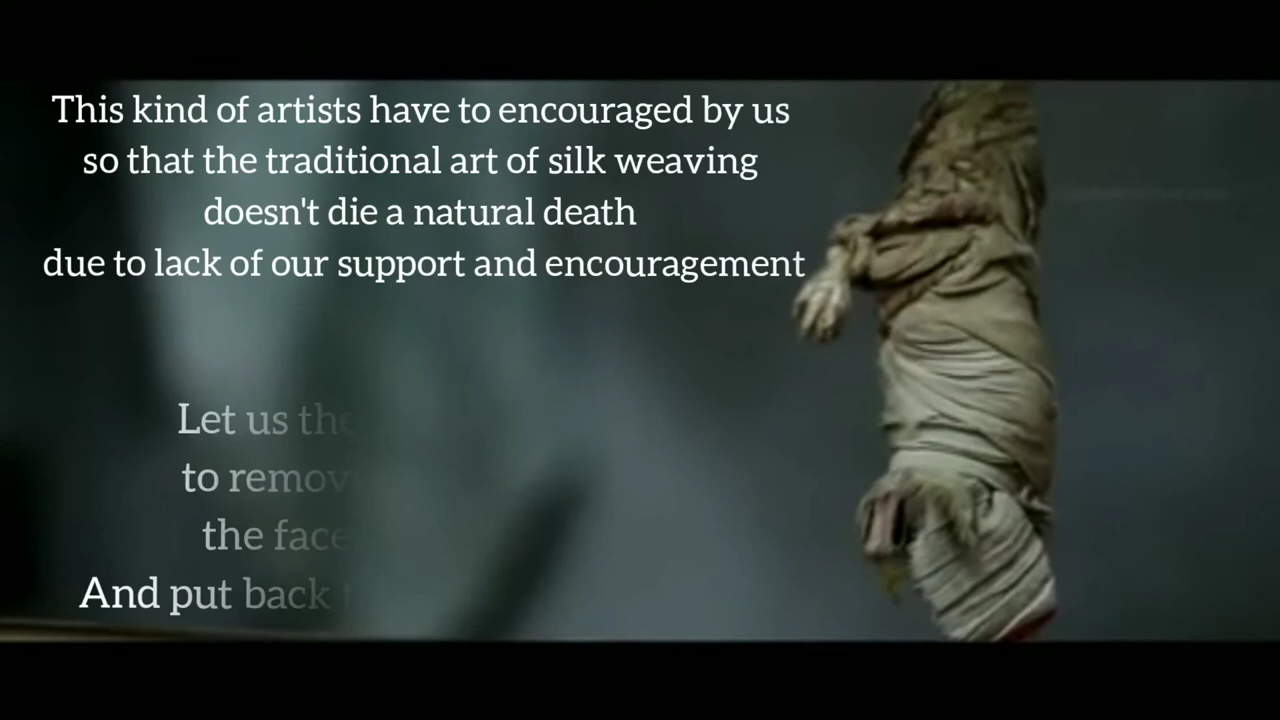 This kind of artists have to encouraged by us
so that the traditional art of silk weaving
doesn't die a natural death
due to lack of our support and encouragement
Let us
to
the face
And put back